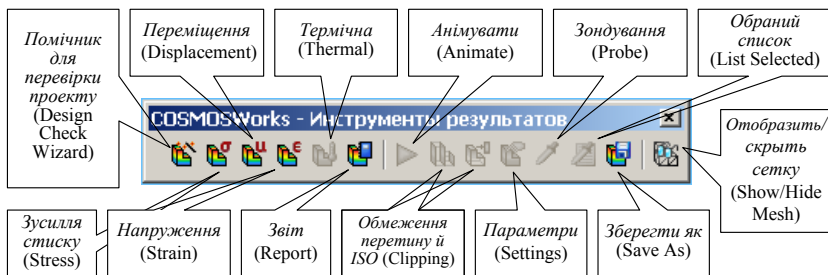 Помічник
для
перевірки
проекту
(Design
Check
Wizard)
Переміщення
(Displacement)
Термічна
(Thermal)
Анімувати
(Animate)
Зондування
(Probe)
Обраний
список
(List Selected)
COSMOSWorks - Инструменты результатов
σ
u
ε
Отобразить/
скрыть
сетку
(Show/Hide
Mesh)
Зусилля
стиску
(Stress)
Напруження
(Strain)
Звіт
(Report)
Обмеження
перетину й
ISO (Clipping)
Параметри
(Settings)
Зберегти як
(Save As)